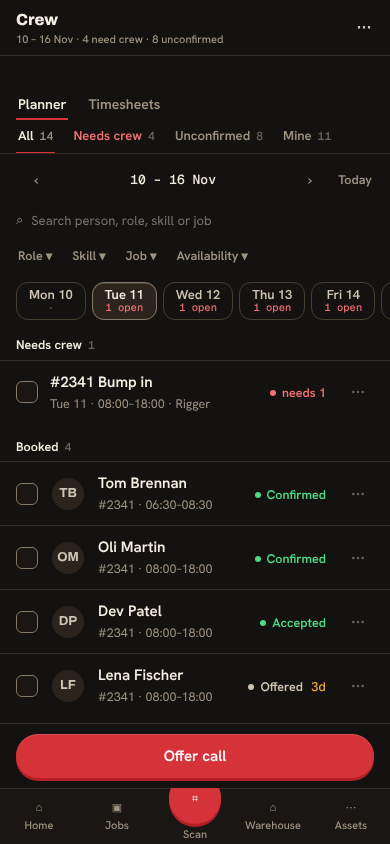 Crew
10 – 16 Nov · 4 need crew · 8 unconfirmed
Planner Timesheets
All 14 Needs crew 4 Unconfirmed 8 Mine 11
‹ 10 – 16 Nov › Today
Search person, role, skill or job
Role ▾ Skill ▾ Job ▾ Availability ▾
Mon 10 Tue 11 Wed 12 Thu 13 Fri 14
· 1 open 1 open 1 open 1 open
Needs crew 1
#2341 Bump in
needs 1
Tue 11 · 08:00–18:00 · Rigger
Booked 4
TB Tom Brennan
#2341 · 06:30–08:30
Confirmed
OM Oli Martin
#2341 · 08:00–18:00
Confirmed
DP Dev Patel
#2341 · 08:00–18:00
Accepted
LF Lena Fischer
#2341 · 08:00–18:00
Offered 3d
Offer call
Home Jobs Scan Warehouse Assets